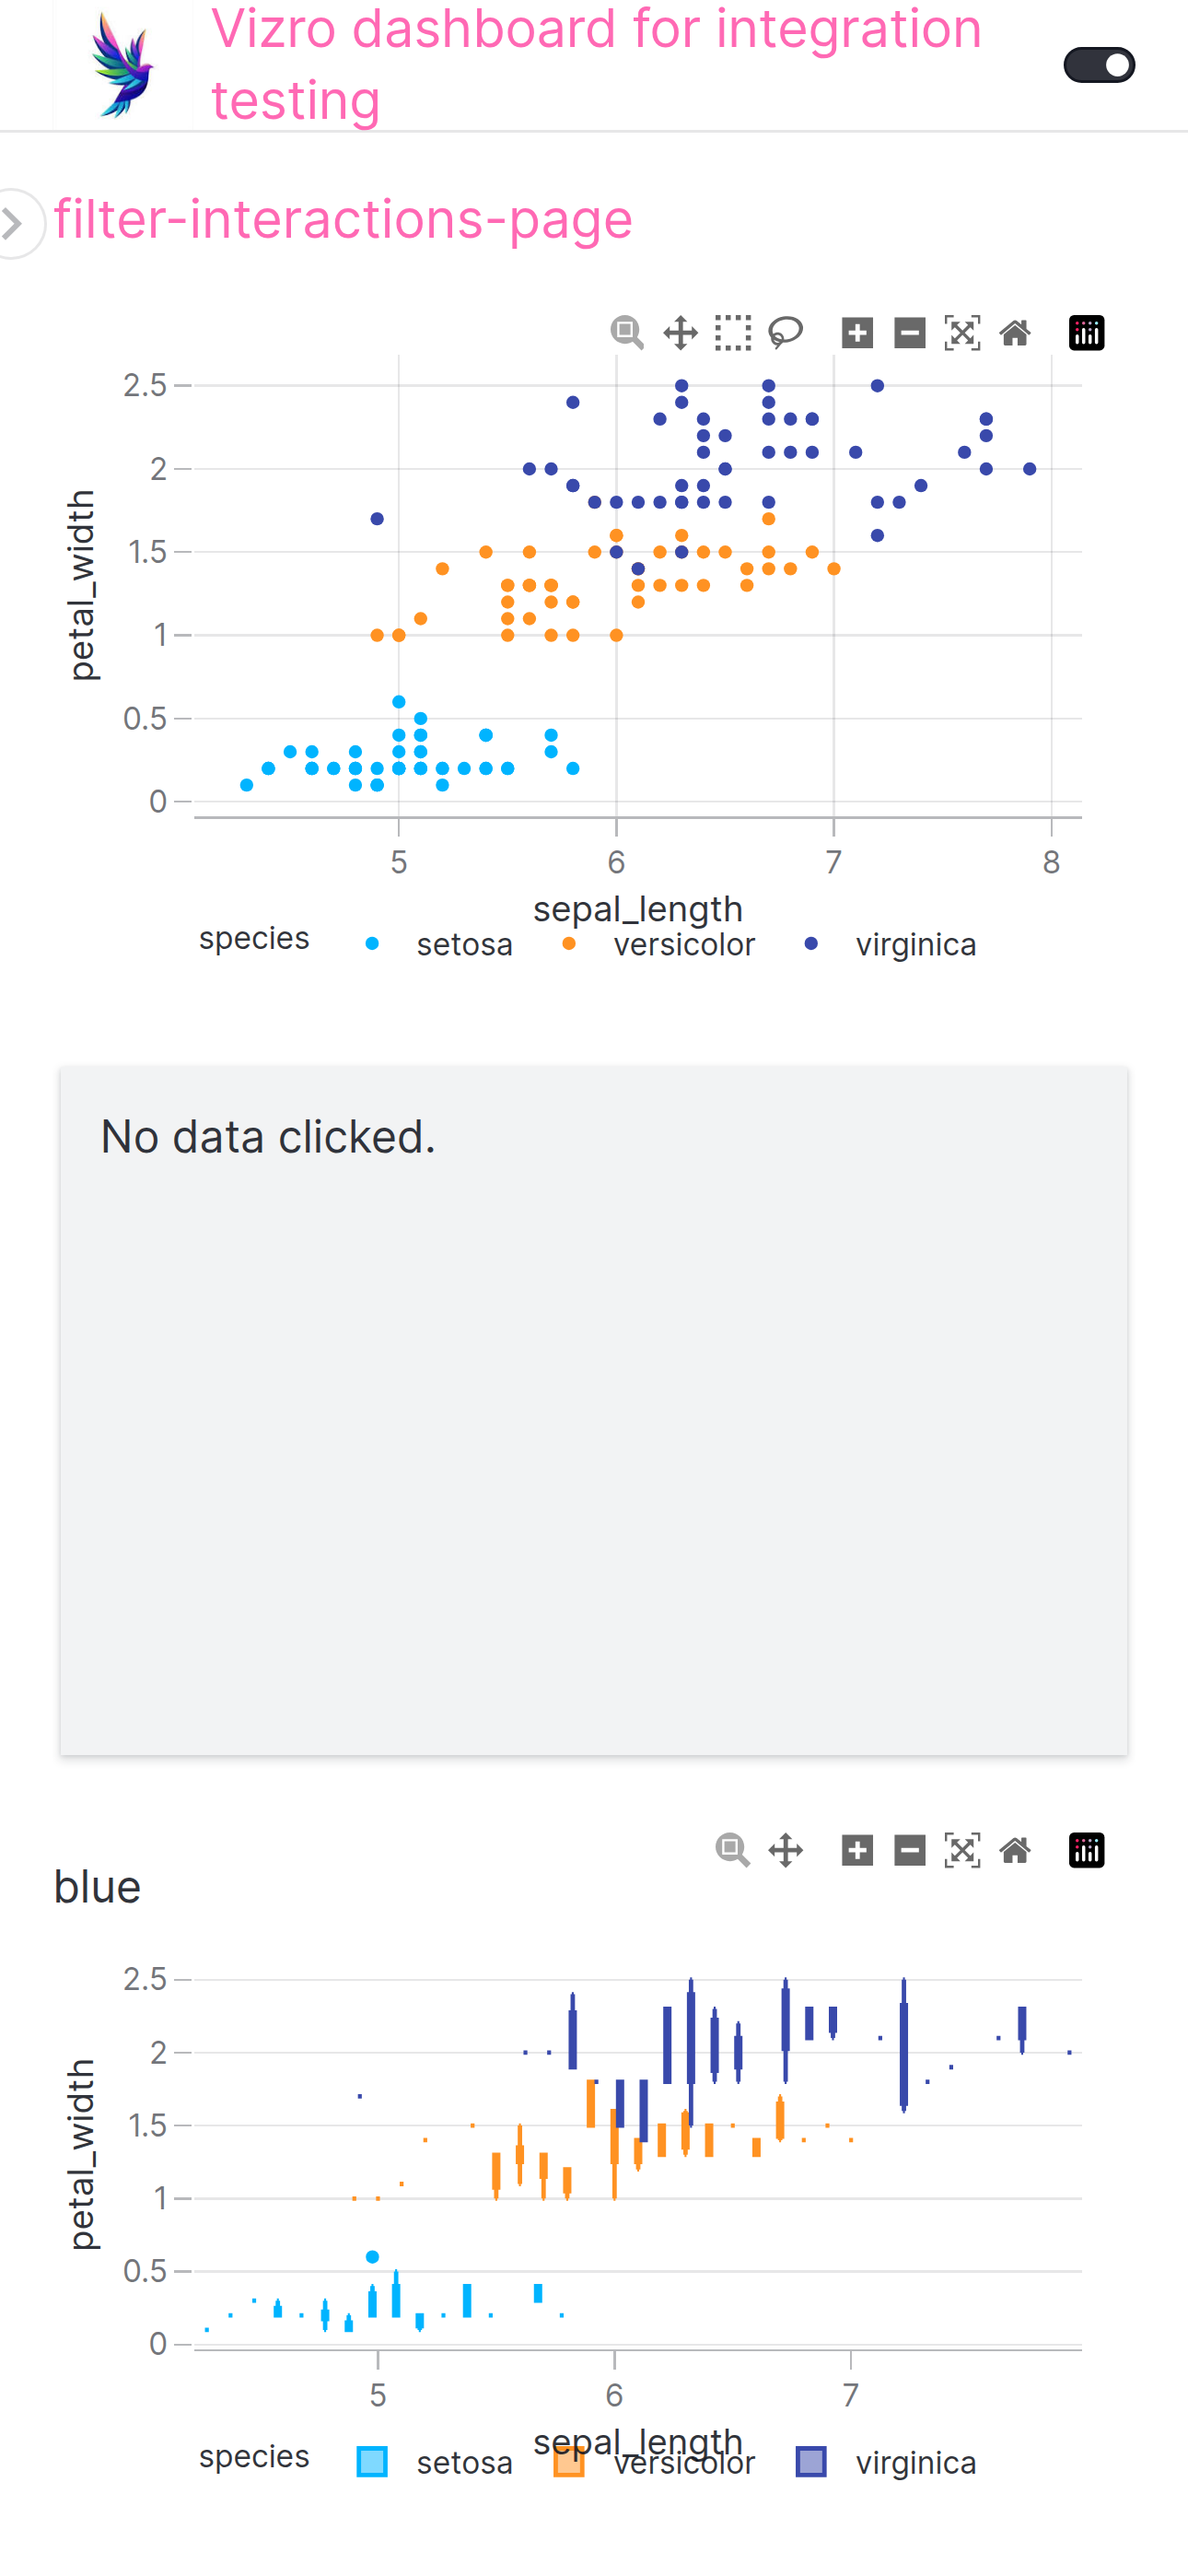 Vizro dashboard for integration
testing
filter-interactions-page
2.5
2
1.5
1
0.5
0
petal_width
5 6 7 8
sepal_length
species setosa versicolor virginica
No data clicked.
blue
2.5
2
1.5
1
0.5
0
petal_width
5 6 7
sepal_length
species setosa versicolor virginica